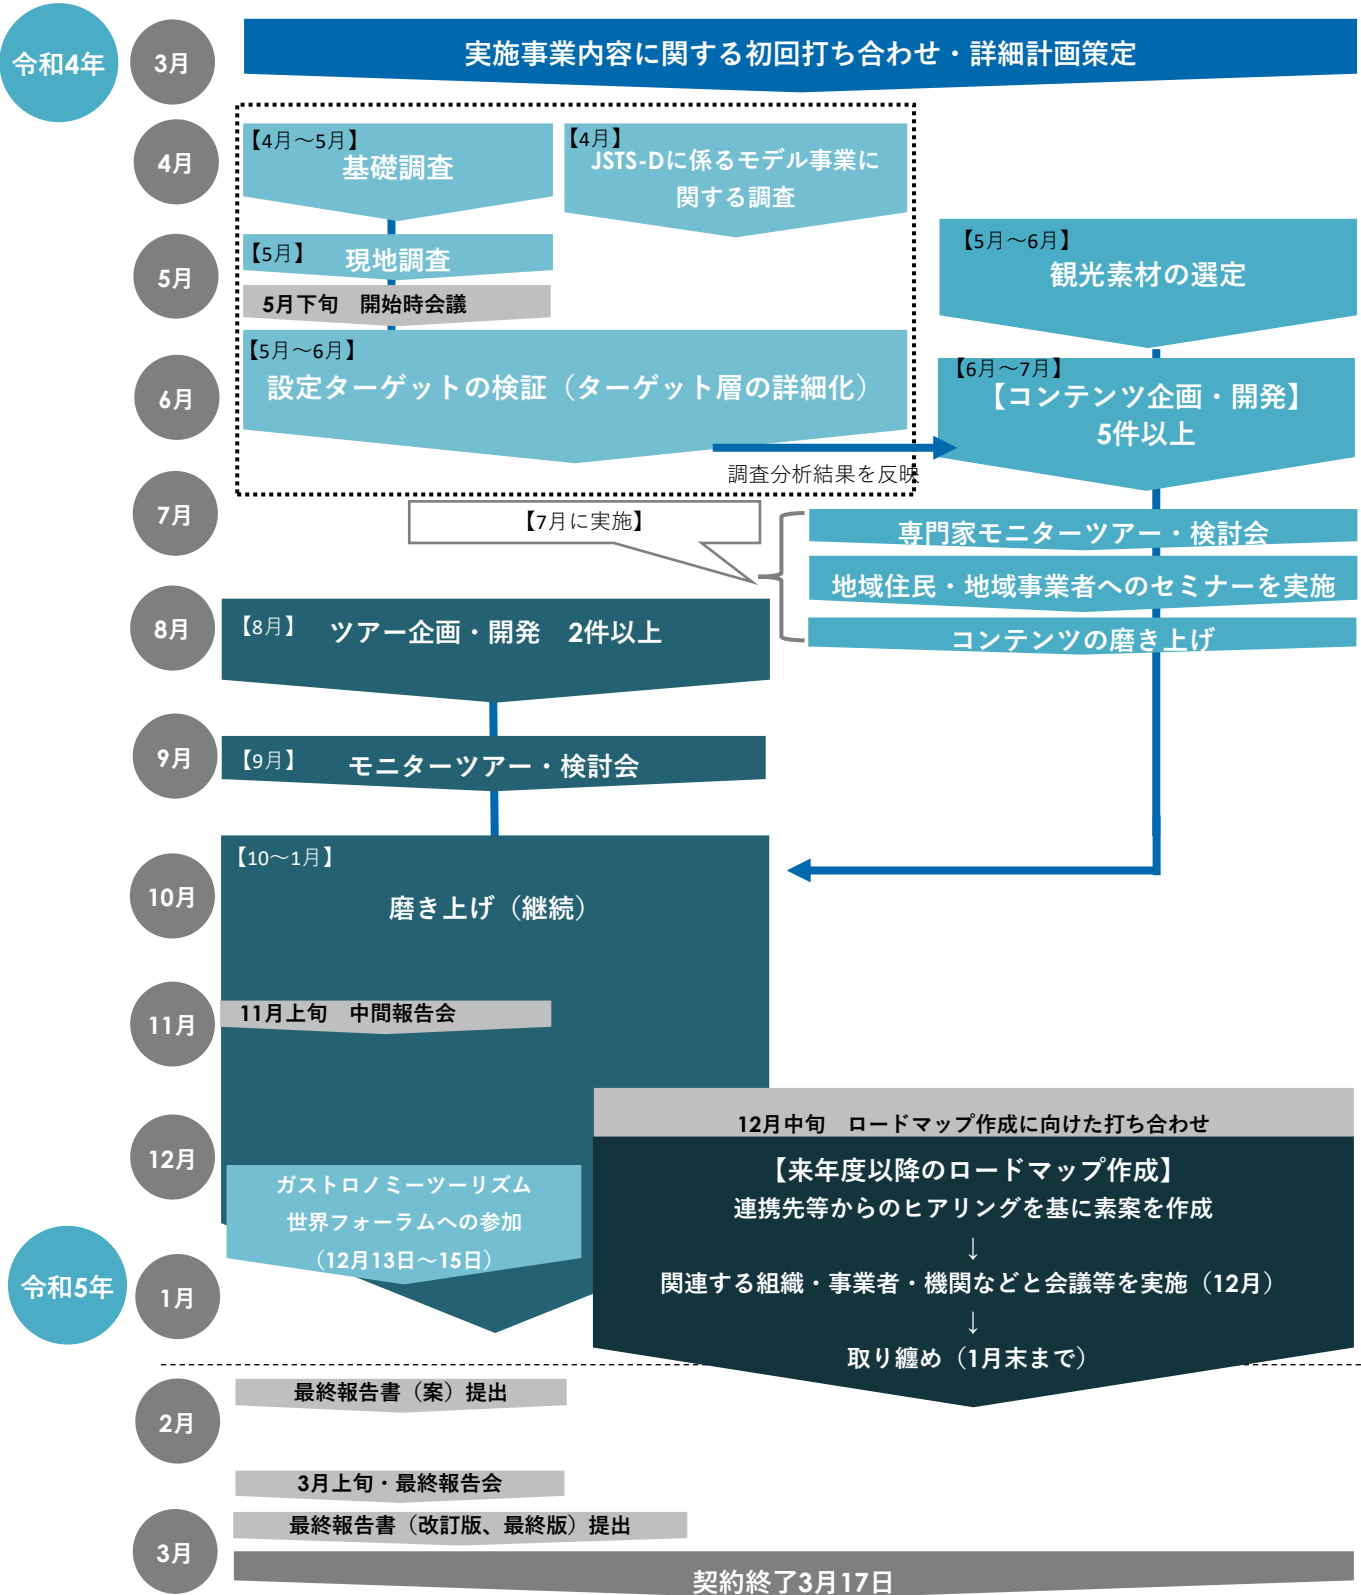 令和4年
3月
実施事業内容に関する初回打ち合わせ・詳細計画策定
4月
【4月～5月】
基礎調査
【4月】
JSTS-Dに係るモデル事業に
関する調査
5月
【5月】
現地調査
5月下旬　開始時会議
【5月～6月】
観光素材の選定
6月
【5月～6月】
設定ターゲットの検証（ターゲット層の詳細化）
【6月～7月】
【コンテンツ企画・開発】
5件以上
調査分析結果を反映
7月
【7月に実施】
専門家モニターツアー・検討会
地域住民・地域事業者へのセミナーを実施
コンテンツの磨き上げ
8月
【8月】
ツアー企画・開発　2件以上
9月
【9月】
モニターツアー・検討会
10月
【10～1月】
磨き上げ（継続）
11月
11月上旬　中間報告会
12月
12月中旬　ロードマップ作成に向けた打ち合わせ
【来年度以降のロードマップ作成】
連携先等からのヒアリングを基に素案を作成
↓
関連する組織・事業者・機関などと会議等を実施（12月）
↓
取り纏め（1月末まで）
ガストロノミーツーリズム
世界フォーラムへの参加
（12月13日～15日）
令和5年
1月
2月
最終報告書（案）提出
3月上旬・最終報告会
3月
最終報告書（改訂版、最終版）提出
契約終了3月17日